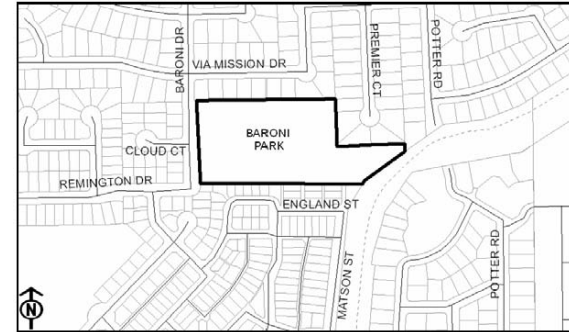 BARONI DR
VIA MISSION DR
PREMIER CT
POTTER RD
BARONI
PARK
CLOUD CT
REMINGTON DR
ENGLAND ST
MATSON ST
POTTER RD
N